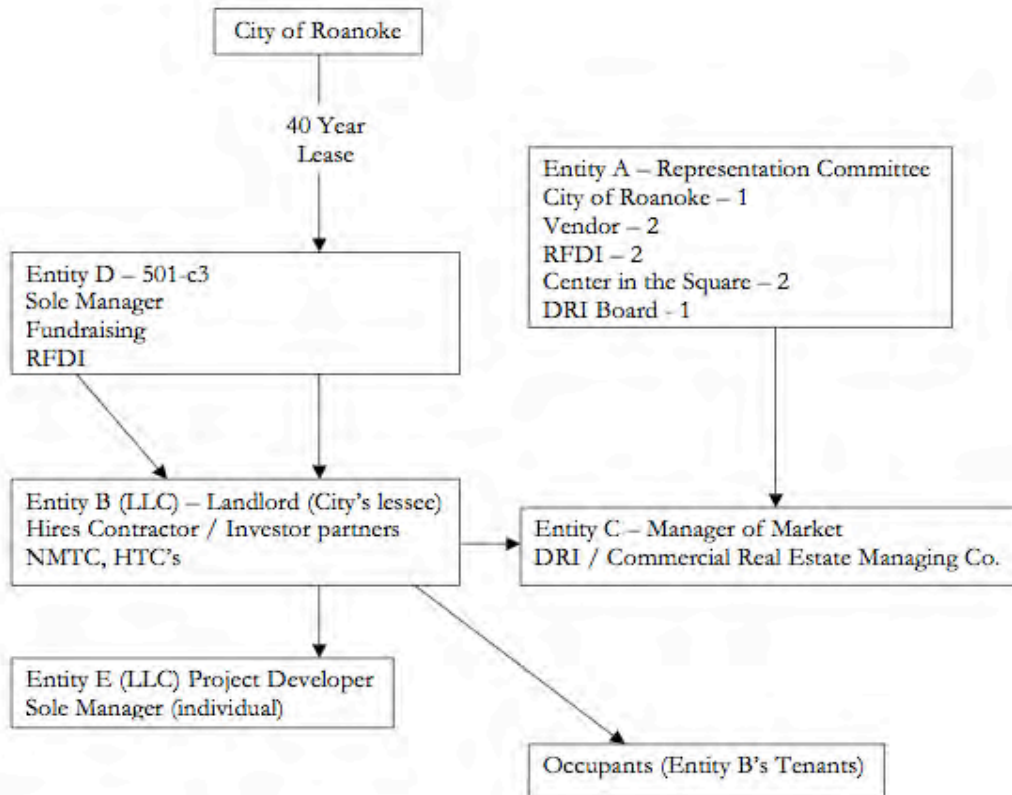 City of Roanoke
40 Year
Lease
Entity A – Representation Committee
City of Roanoke – 1
Vendor – 2
RFDI – 2
Center in the Square – 2
DRI Board - 1
Entity D – 501-c3
Sole Manager
Fundraising
RFDI
Entity B (LLC) – Landlord (City's lessee)
Hires Contractor / Investor partners
NMTC, HTC's
Entity C – Manager of Market
DRI / Commercial Real Estate Managing Co.
Entity E (LLC) Project Developer
Sole Manager (individual)
Occupants (Entity B's Tenants)